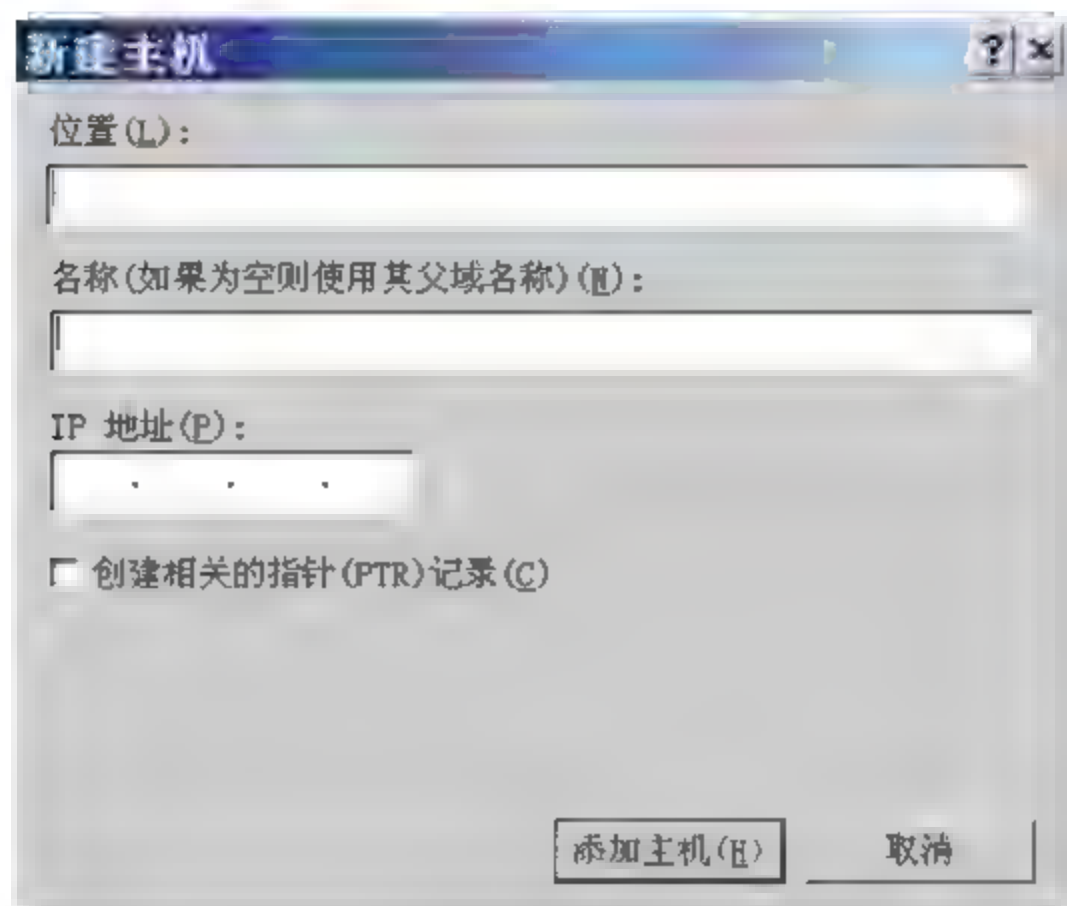 新建主机
位置(L):
名称(如果为空则使用其父域名称)(N):
IP 地址(P):
创建相关的指针(PTR)记录(C)
添加主机(H) 取消